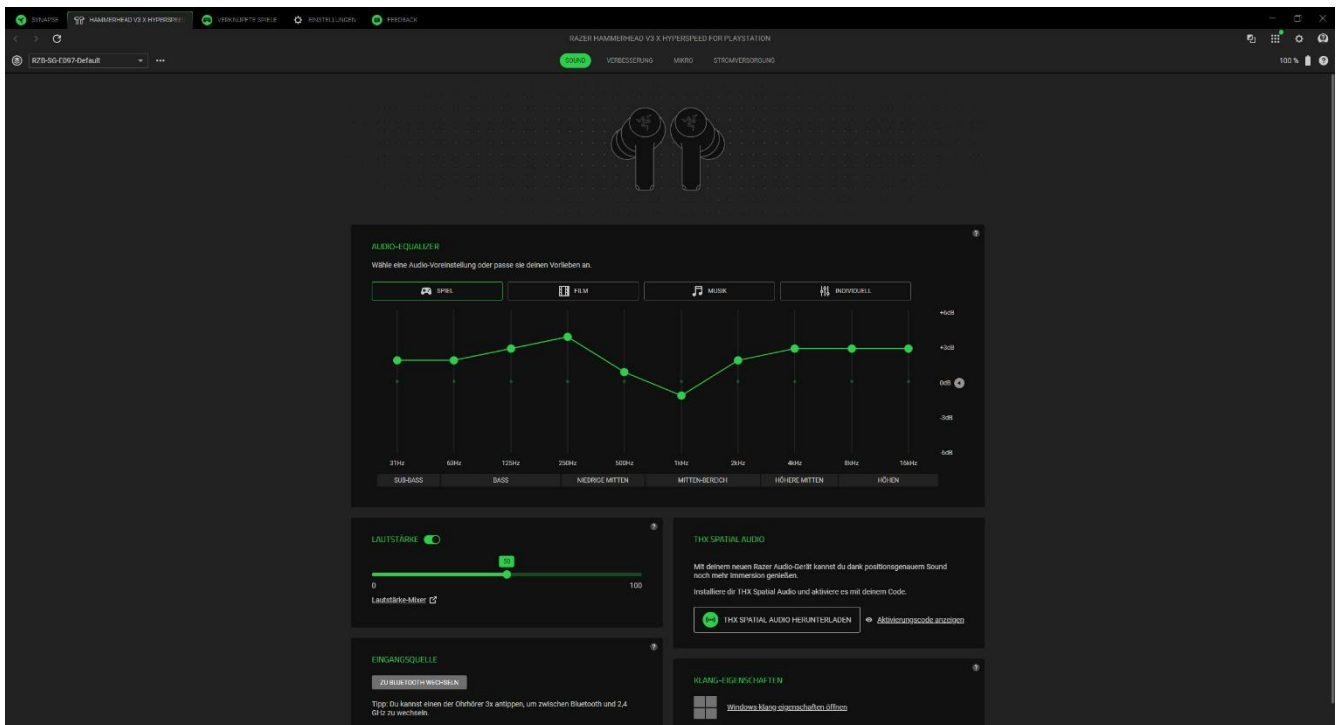 SYNAPSE HAMMERHEAD V3 X HYPERSPEE VERKNÜPFTE SPIELE EINSTELLUNGEN FEEDBACK
RAZER HAMMERHEAD V3 X HYPERSPEED FOR PLAYSTATION
RZB-SG-E097-Default SOUND VERBESSERUNG MIKRO STROMVERSORGUNG 100 %
AUDIO-EQUALIZER
Wähle eine Audio-Voreinstellung oder passe sie deinen Vorlieben an.
SPIEL FILM MUSIK INDIVIDUELL
+6dB
+3dB
0dB
-3dB
-6dB
31Hz 63Hz 125Hz 250Hz 500Hz 1kHz 2kHz 4kHz 8kHz 16kHz
SUB-BASS BASS NIEDRIGE MITTEN MITTEN-BEREICH HÖHERE MITTEN HÖHEN
LAUTSTÄRKE
50
0 100
Lautstärke-Mixer
THX SPATIAL AUDIO
Mit deinem neuen Razer Audio-Gerät kannst du dank positionsgenauem Sound
noch mehr Immersion genießen.
Installiere dir THX Spatial Audio und aktiviere es mit deinem Code.
THX SPATIAL AUDIO HERUNTERLADEN Aktivierungscode anzeigen
EINGANGSQUELLE
ZU BLUETOOTH WECHSELN
Tipp: Du kannst einen der Ohrhörer 3x antippen, um zwischen Bluetooth und 2,4
GHz zu wechseln.
KLANG-EIGENSCHAFTEN
Windows klang eigenschaften öffnen